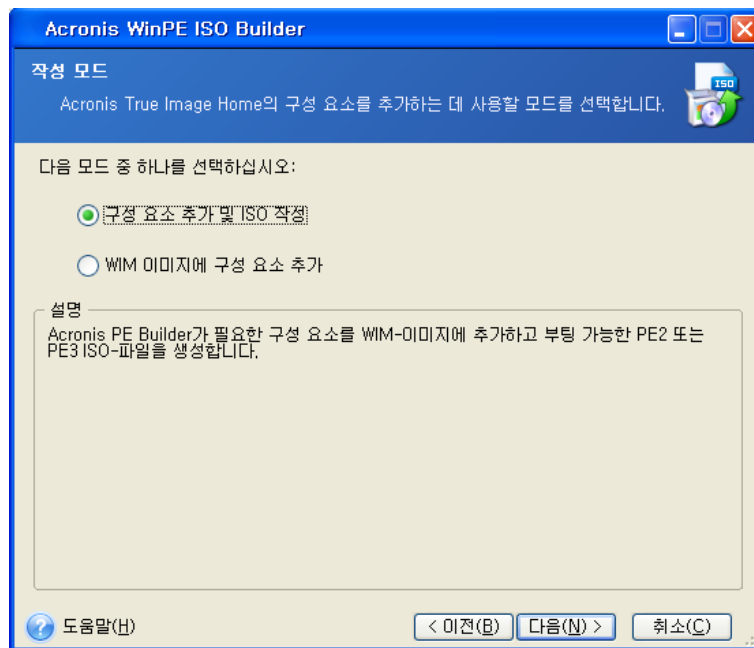 Acronis WinPE ISO Builder
작성 모드
Acronis True Image Home의 구성 요소를 추가하는 데 사용할 모드를 선택합니다.
ISO
다음 모드 중 하나를 선택하십시오:
구성 요소 추가 및 ISO 작성
WIM 이미지에 구성 요소 추가
설명
Acronis PE Builder가 필요한 구성 요소를 WIM-이미지에 추가하고 부팅 가능한 PE2 또는
PE3 ISO-파일을 생성합니다.
도움말(H)
< 이전(B) 다음(N) > 취소(C)